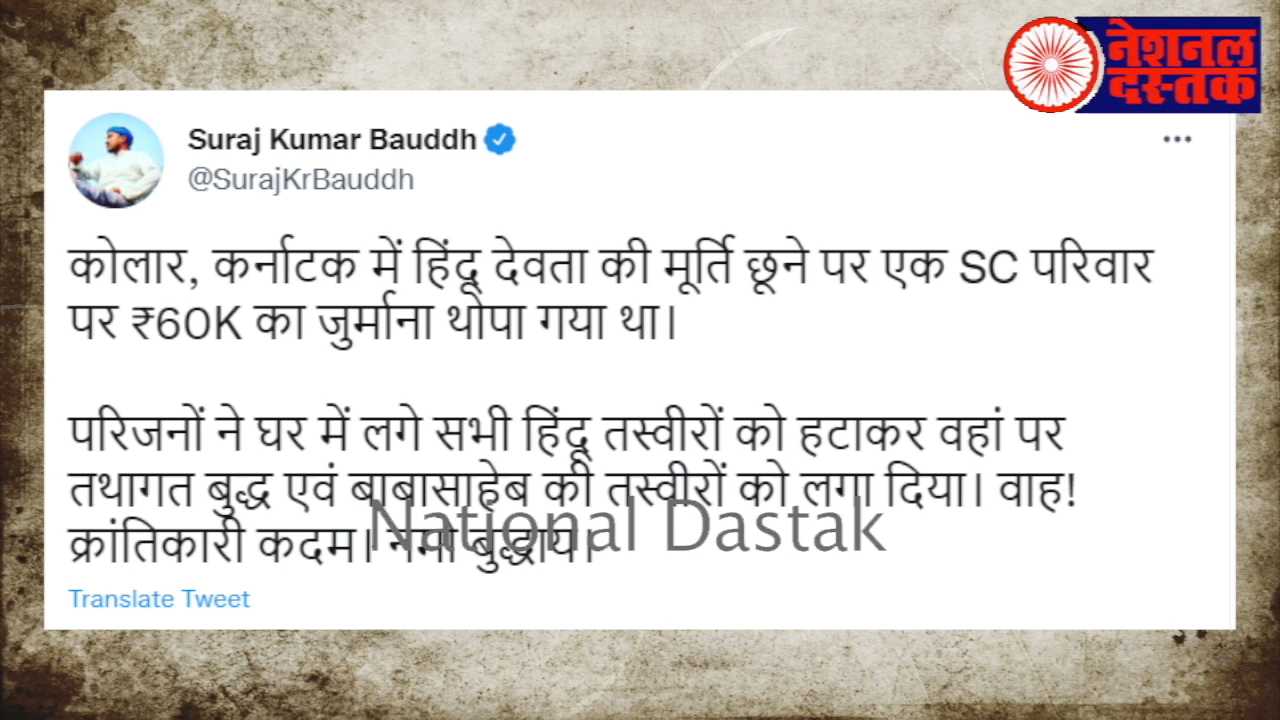 नेशनल
दस्तक
Suraj Kumar Bauddh
@SurajKrBauddh
कोलार, कर्नाटक में हिंदू देवता की मूर्ति छूने पर एक SC परिवार
पर ₹60K का जुर्माना थोपा गया था।
परिजनों ने घर में लगे सभी हिंदू तस्वीरों को हटाकर वहां पर
तथागत बुद्ध एवं बाबासाहेब की तस्वीरों को लगा दिया। वाह!
क्रांतिकारी कदम। नमो बुद्धाय।
National Dastak
Translate Tweet